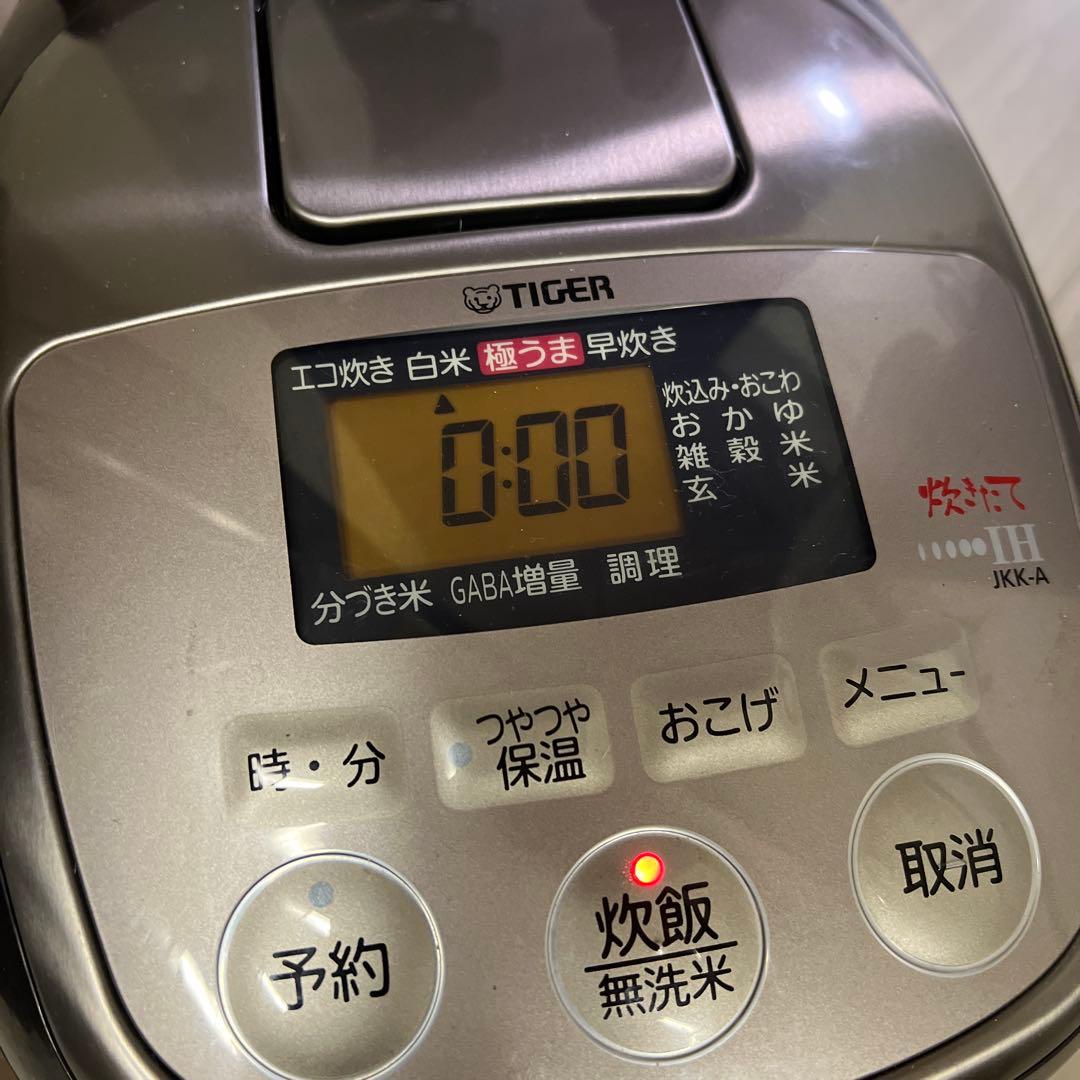 TIGER
エコ炊き 白米 極うま 早炊き
0:00
炊込み・おこわ
おかゆ
雑穀米
玄米
分づき米 GABA増量 調理
炊きたて
IH
JKK-A
時・分
つやつや
保温
おこげ
メニュー
予約
炊飯
無洗米
取消